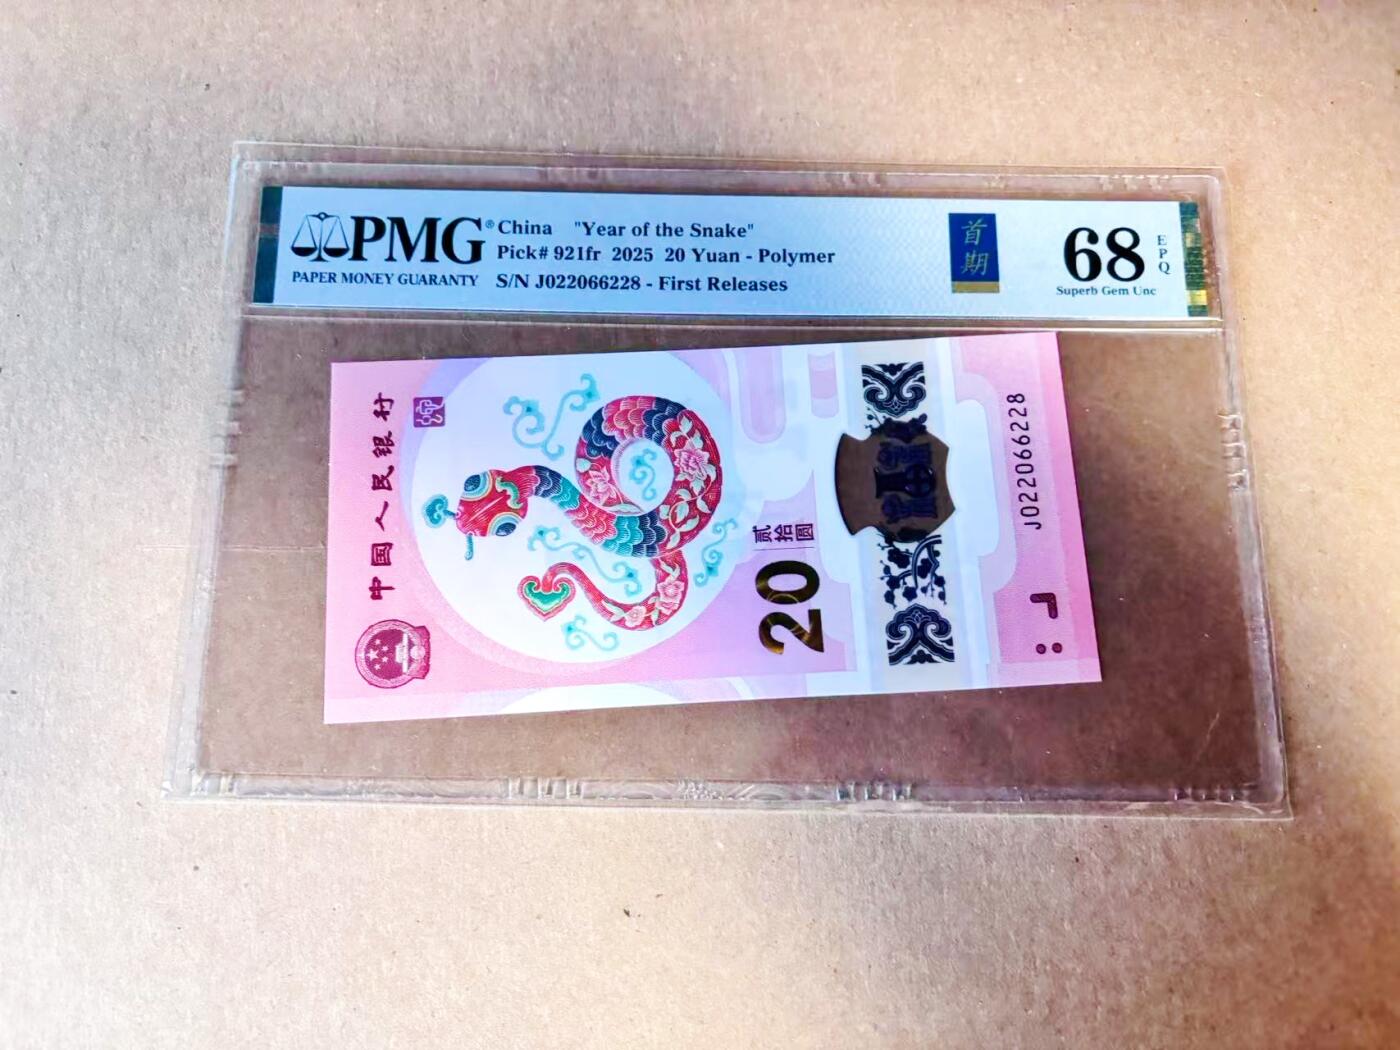 PMG® China "Year of the Snake"
Pick# 921fr 2025 20 Yuan - Polymer
PAPER MONEY GUARANTY S/N J022066228 - First Releases
首期
68
EPQ
Superb Gem Unc
中国人民银行
20
贰拾圆
J022066228